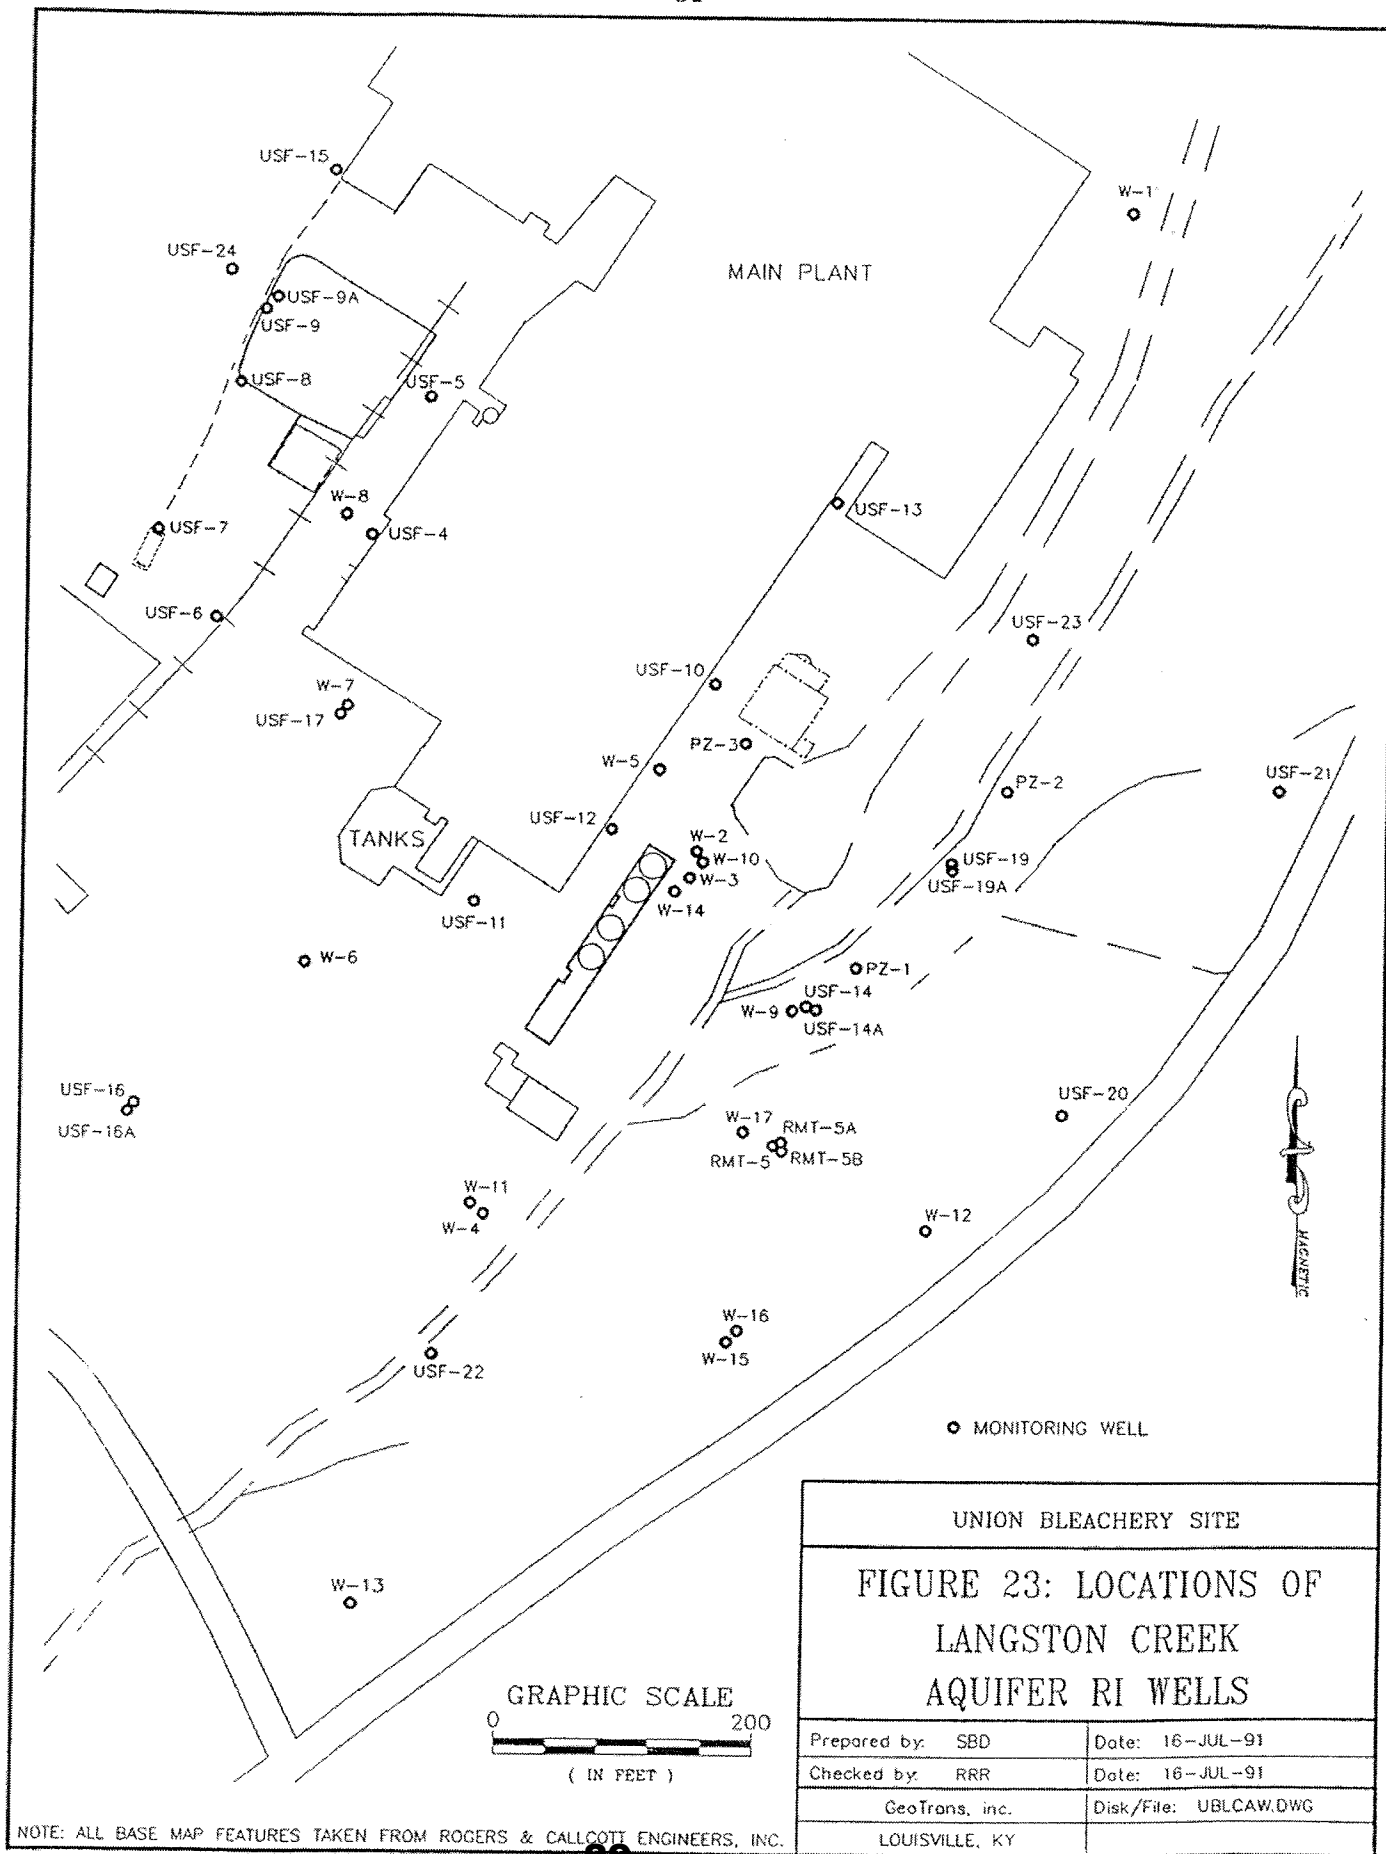 USF-15
W-1
USF-24
MAIN PLANT
USF-9A
USF-9
USF-8
USF-5
W-8
USF-13
USF-7
USF-4
USF-6
USF-23
USF-10
W-7
USF-17
PZ-3
W-5
PZ-2
USF-21
USF-12
TANKS
W-2
W-10
USF-19
W-3
USF-19A
W-14
USF-11
W-6
PZ-1
USF-14
W-9
USF-14A
USF-16
USF-20
W-17
RMT-5A
USF-16A
RMT-5
RMT-5B
W-11
W-4
W-12
MAGNETIC
W-16
W-15
USF-22
MONITORING WELL
UNION BLEACHERY SITE
FIGURE 23: LOCATIONS OF
LANGSTON CREEK
AQUIFER RI WELLS
W-13
GRAPHIC SCALE
0 200
( IN FEET )
Prepared by: SBD Date: 16-JUL-91
Checked by: RRR Date: 16-JUL-91
GeoTrans, inc. Disk/File: UBLCAW.DWG
LOUISVILLE, KY
NOTE: ALL BASE MAP FEATURES TAKEN FROM ROGERS & CALLCOTT ENGINEERS, INC.